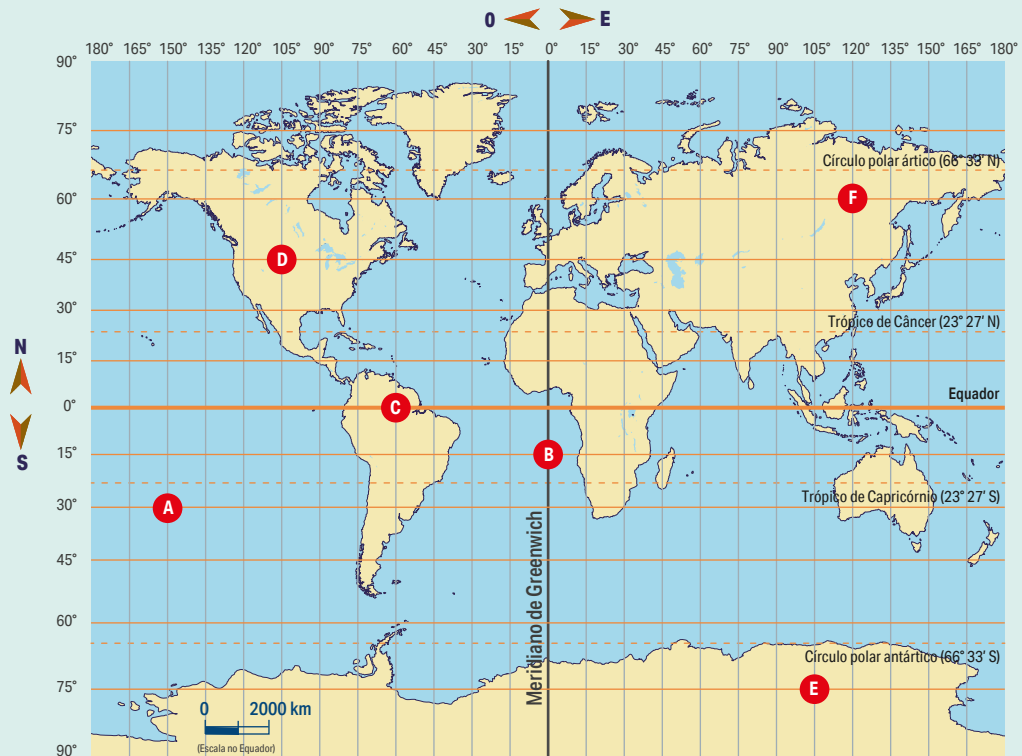 O E
180° 165° 150° 135° 120° 105° 90° 75° 60° 45° 30° 15° 0° 15° 30° 45° 60° 75° 90° 105° 120° 135° 150° 165° 180°
90°
75°
Círculo polar ártico (66° 33' N)
60°
F
D
45°
30°
Trópico de Câncer (23° 27' N)
N
15°
Equador
0°
C
S
15°
B
Trópico de Capricórnio (23° 27' S)
30°
A
Meridiano de Greenwich
45°
60°
Círculo polar antártico (66° 33' S)
75°
E
0 2000 km
(Escala no Equador)
90°